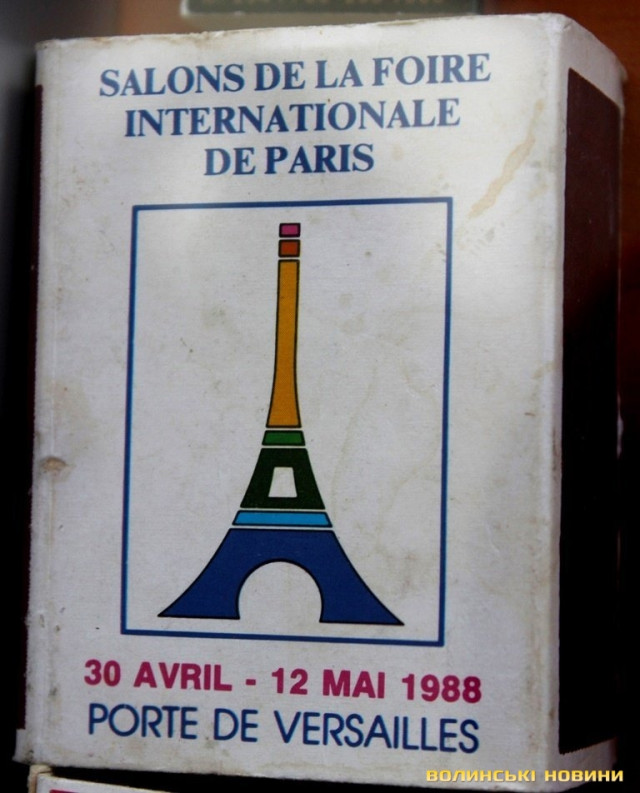 SALONS DE LA FOIRE
INTERNATIONALE
DE PARIS
30 AVRIL - 12 MAI 1988
PORTE DE VERSAILLES
ВОЛИНСЬКІ НОВИНИ